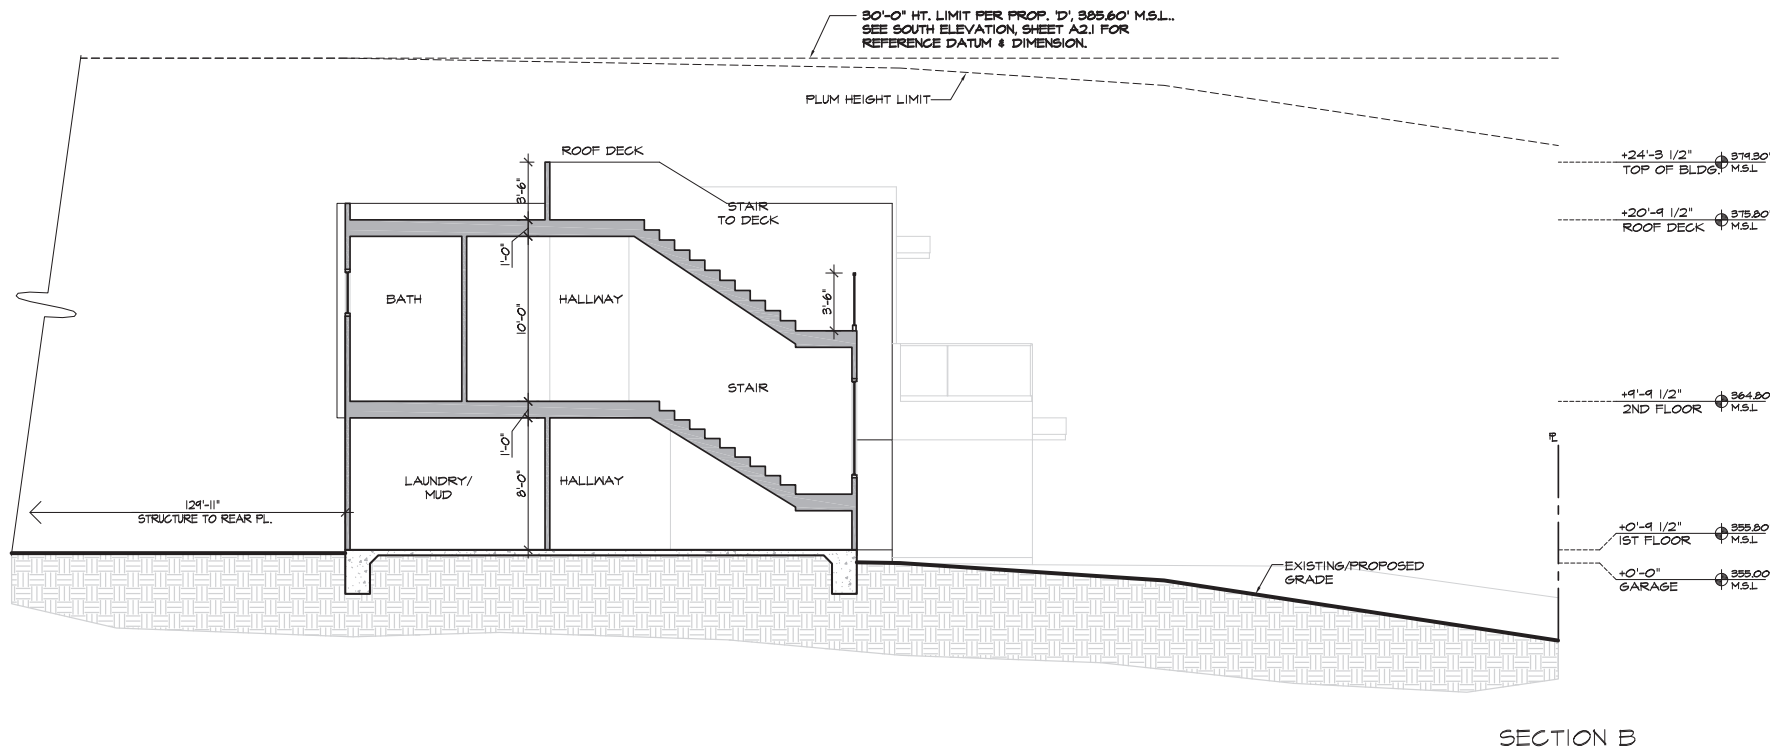 30'-0" HT. LIMIT PER PROP. 'D', 385.60' M.S.L..
SEE SOUTH ELEVATION, SHEET A2.1 FOR
REFERENCE DATUM & DIMENSION.
PLUM HEIGHT LIMIT
ROOF DECK
+24'-3 1/2"
379.30'
TOP OF BLDG.
M.S.L
3'-6"
STAIR
TO DECK
+20'-9 1/2"
375.80'
ROOF DECK
M.S.L
1'-0"
BATH
HALLWAY
10'-0"
3'-6"
STAIR
+9'-9 1/2"
364.80
2ND FLOOR
M.S.L
1'-0"
PL
LAUNDRY/
MUD
8'-0"
HALLWAY
129'-11"
STRUCTURE TO REAR PL.
+0'-9 1/2"
355.80
1ST FLOOR
M.S.L
EXISTING/PROPOSED
GRADE
+0'-0"
355.00
GARAGE
M.S.L
SECTION B